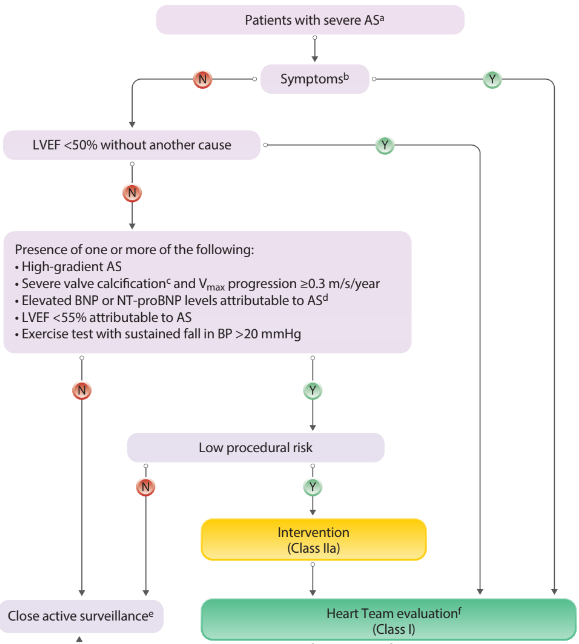 Patients with severe ASa
Symptomsb
N
Y
LVEF <50% without another cause
Y
N
Presence of one or more of the following:
• High-gradient AS
• Severe valve calcificationc and Vmax progression ≥0.3 m/s/year
• Elevated BNP or NT-proBNP levels attributable to ASd
• LVEF <55% attributable to AS
• Exercise test with sustained fall in BP >20 mmHg
N
Y
Low procedural risk
N
Y
Intervention
(Class IIa)
Close active surveillancee
Heart Team evaluationf
(Class I)